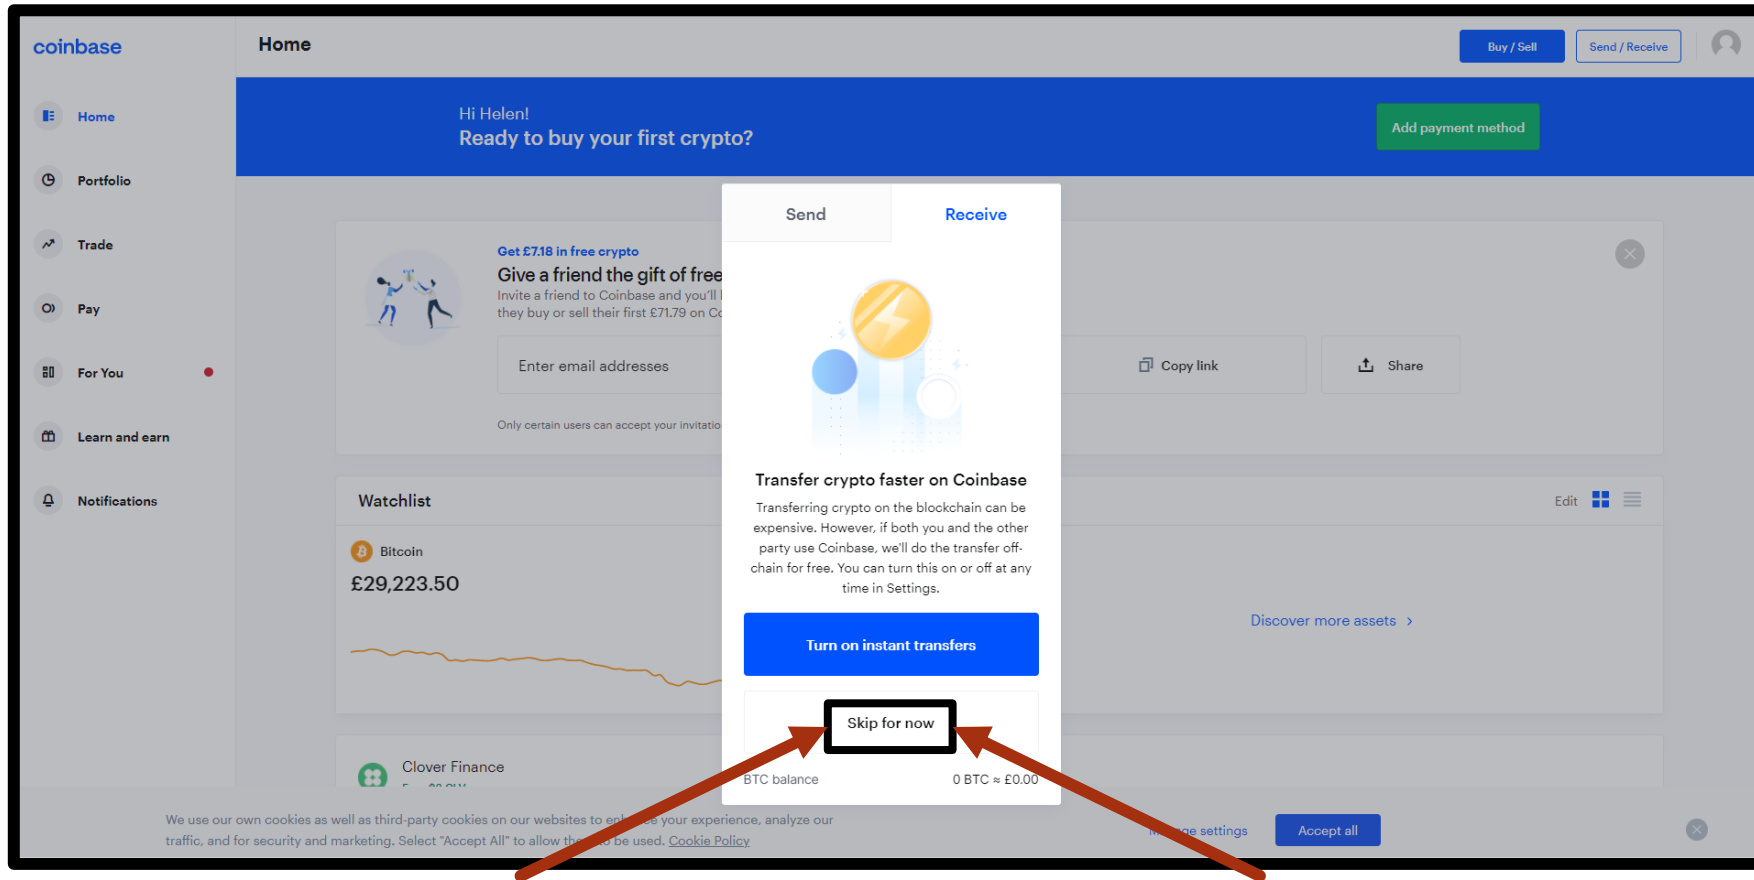 coinbase
Home
Buy / Sell
Send / Receive
Home
Portfolio
Trade
Pay
For You
Learn and earn
Notifications
Hi Helen!
Ready to buy your first crypto?
Add payment method
Get £7.18 in free crypto
Give a friend the gift of free
Invite a friend to Coinbase and you'll
they buy or sell their first £71.79 on
Enter email addresses
Copy link
Share
Only certain users can accept your
Watchlist
Edit
Bitcoin
£29,223.50
Discover more assets
Clover Finance
Send
Receive
Transfer crypto faster on Coinbase
Transferring crypto on the blockchain can be
expensive. However, if both you and the other
party use Coinbase, we'll do the transfer off-
chain for free. You can turn this on or off at any
time in Settings.
Turn on instant transfers
Skip for now
BTC balance
0 BTC ≈ £0.00
We use our own cookies as well as third-party cookies on our websites to your experience, analyze our
traffic, and for security and marketing. Select "Accept All" to allow be used. Cookie Policy
settings
Accept all